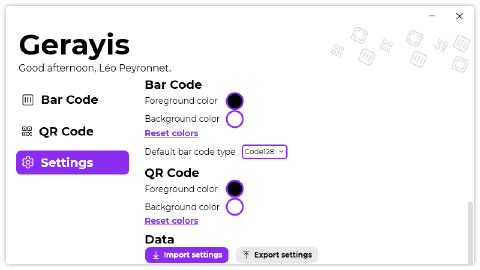 Gerayis
Good afternoon, Léo Peyronnet.
Bar Code
QR Code
Settings
Bar Code
Foreground color
Background color
Reset colors
Default bar code type Code128
QR Code
Foreground color
Background color
Reset colors
Data
Import settings Export settings